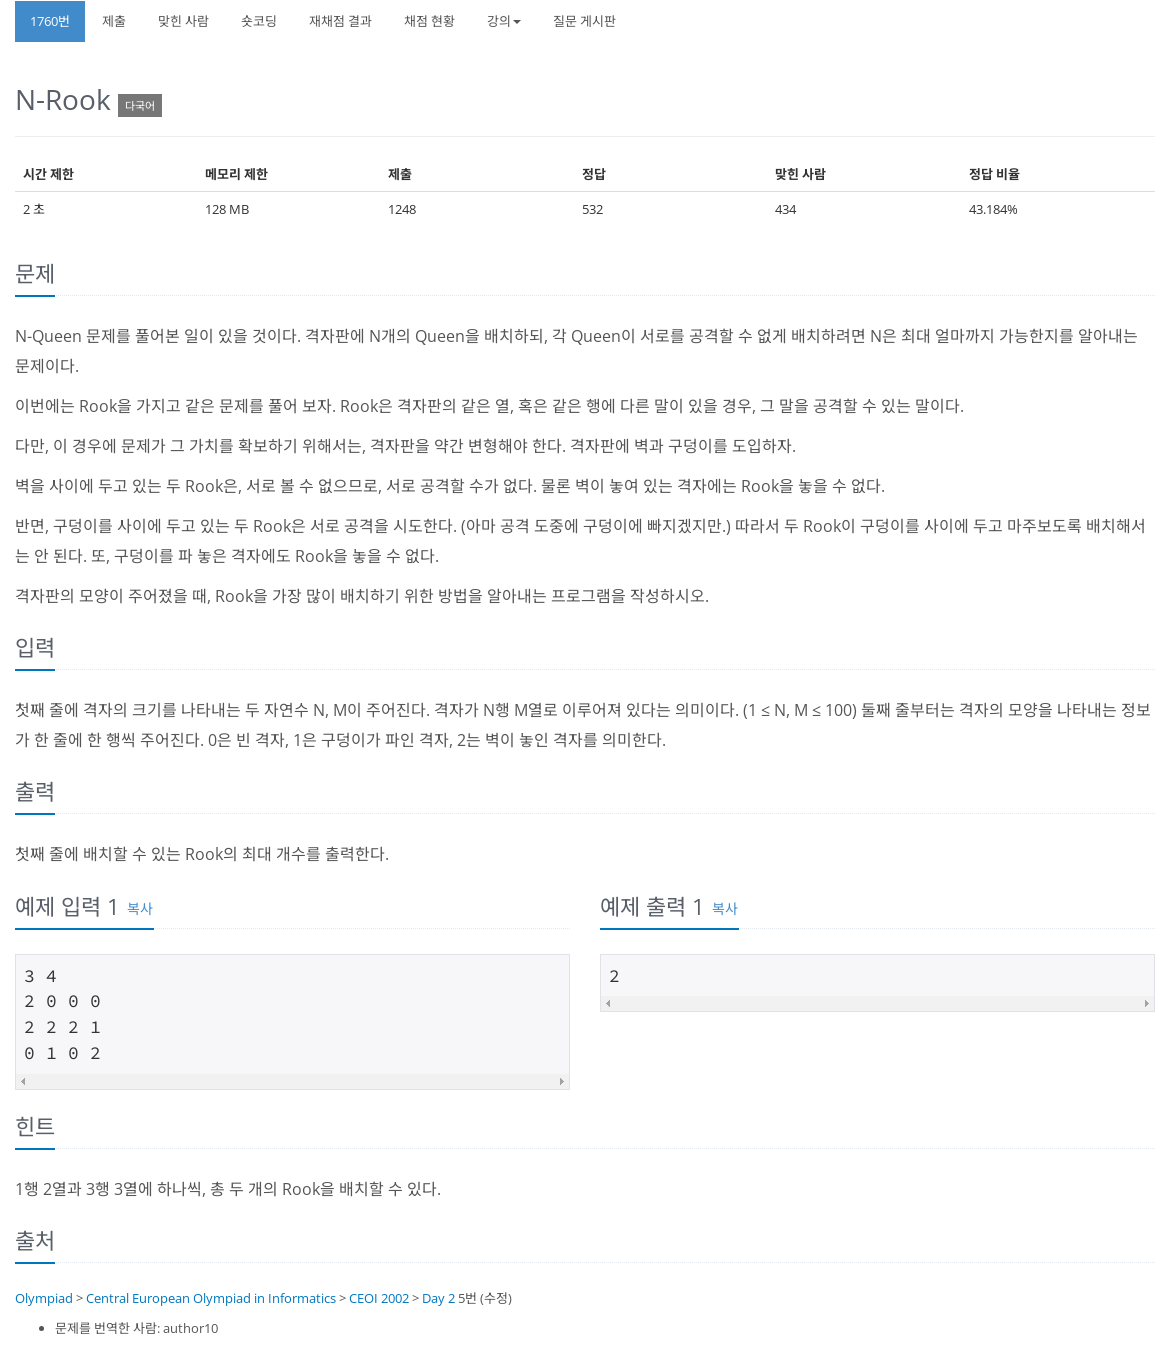 1760번 제출 맞힌 사람 숏코딩 재채점 결과 채점 현황 강의 질문 게시판
N-Rook 다국어
시간 제한 메모리 제한 제출 정답 맞힌 사람 정답 비율
2 초 128 MB 1248 532 434 43.184%
문제
N-Queen 문제를 풀어본 일이 있을 것이다. 격자판에 N개의 Queen을 배치하되, 각 Queen이 서로를 공격할 수 없게 배치하려면 N은 최대 얼마까지 가능한지를 알아내는
문제이다.
이번에는 Rook을 가지고 같은 문제를 풀어 보자. Rook은 격자판의 같은 열, 혹은 같은 행에 다른 말이 있을 경우, 그 말을 공격할 수 있는 말이다.
다만, 이 경우에 문제가 그 가치를 확보하기 위해서는, 격자판을 약간 변형해야 한다. 격자판에 벽과 구덩이를 도입하자.
벽을 사이에 두고 있는 두 Rook은, 서로 볼 수 없으므로, 서로 공격할 수가 없다. 물론 벽이 놓여 있는 격자에는 Rook을 놓을 수 없다.
반면, 구덩이를 사이에 두고 있는 두 Rook은 서로 공격을 시도한다. (아마 공격 도중에 구덩이에 빠지겠지만.) 따라서 두 Rook이 구덩이를 사이에 두고 마주보도록 배치해서
는 안 된다. 또, 구덩이를 파 놓은 격자에도 Rook을 놓을 수 없다.
격자판의 모양이 주어졌을 때, Rook을 가장 많이 배치하기 위한 방법을 알아내는 프로그램을 작성하시오.
입력
첫째 줄에 격자의 크기를 나타내는 두 자연수 N, M이 주어진다. 격자가 N행 M열로 이루어져 있다는 의미이다. (1 ≤ N, M ≤ 100) 둘째 줄부터는 격자의 모양을 나타내는 정보
가 한 줄에 한 행씩 주어진다. 0은 빈 격자, 1은 구덩이가 파인 격자, 2는 벽이 놓인 격자를 의미한다.
출력
첫째 줄에 배치할 수 있는 Rook의 최대 개수를 출력한다.
예제 입력 1 복사
3 4
2 0 0 0
2 2 2 1
0 1 0 2
예제 출력 1 복사
2
힌트
1행 2열과 3행 3열에 하나씩, 총 두 개의 Rook을 배치할 수 있다.
출처
Olympiad > Central European Olympiad in Informatics > CEOI 2002 > Day 2 5번 (수정)
• 문제를 번역한 사람: author10